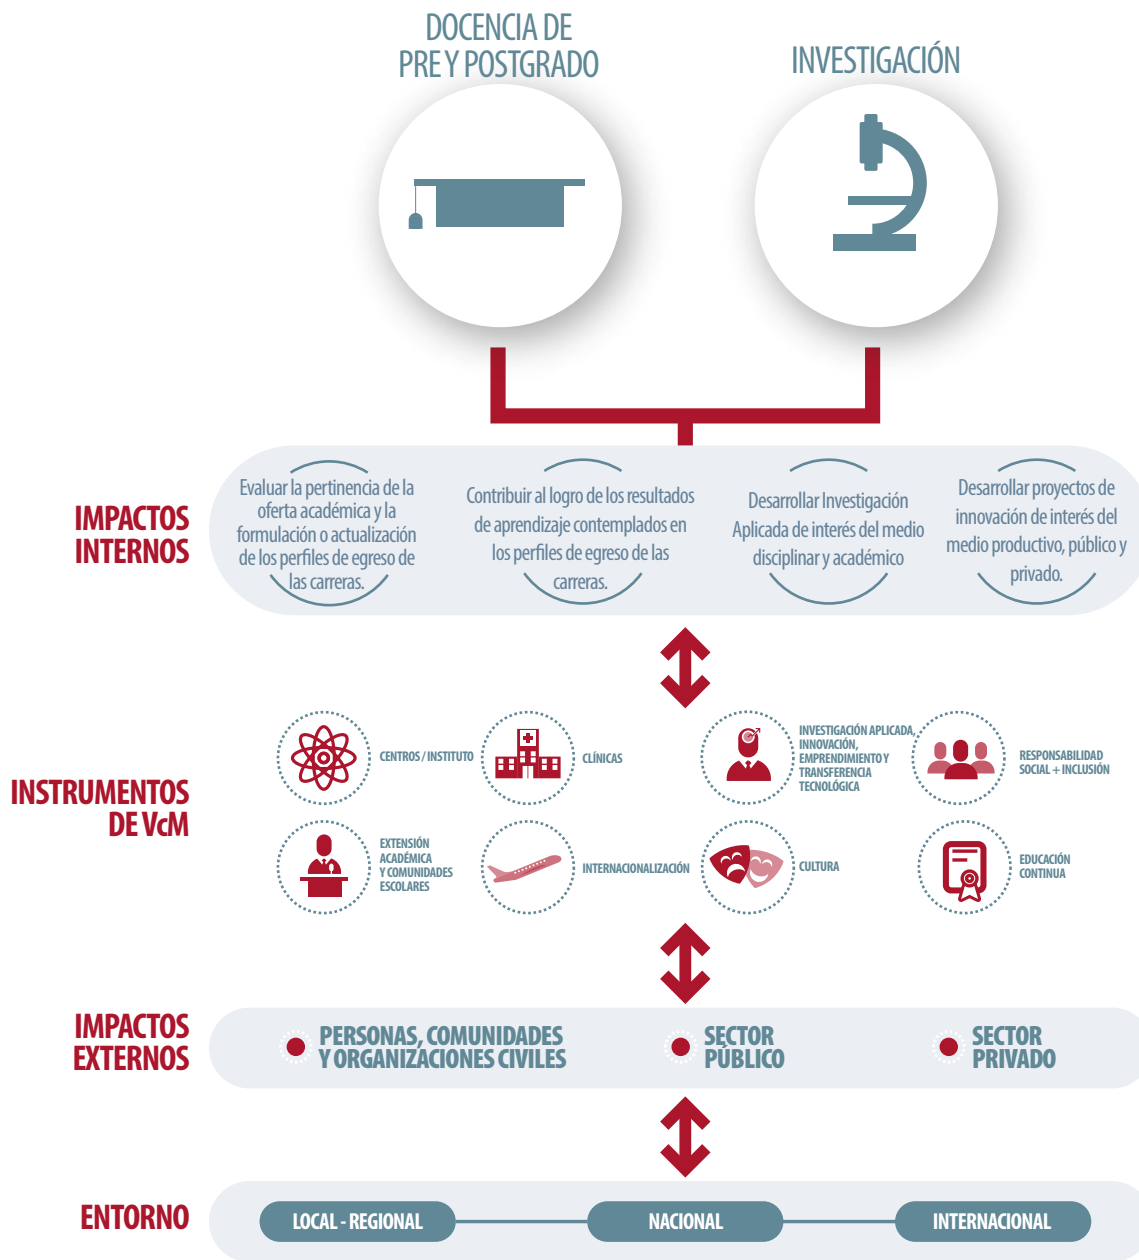 DOCENCIA DE
PRE Y POSTGRADO
INVESTIGACIÓN
IMPACTOS
INTERNOS
Evaluar la pertinencia de la
oferta académica y la
formulación o actualización
de los perfiles de egreso de
las carreras.
Contribuir al logro de los resultados
de aprendizaje contemplados en
los perfiles de egreso de las
carreras.
Desarrollar Investigación
Aplicada de interés del medio
disciplinar y académico
Desarrollar proyectos de
innovación de interés del
medio productivo, público y
privado.
INSTRUMENTOS
DE VcM
CENTROS / INSTITUTO
CLÍNICAS
INVESTIGACIÓN APLICADA,
INNOVACIÓN,
EMPRENDIMIENTO Y
TRANSFERENCIA
TECNOLÓGICA
RESPONSABILIDAD
SOCIAL + INCLUSIÓN
EXTENSIÓN
ACADÉMICA
Y COMUNIDADES
ESCOLARES
INTERNACIONALIZACIÓN
CULTURA
EDUCACIÓN
CONTINUA
IMPACTOS
EXTERNOS
PERSONAS, COMUNIDADES
Y ORGANIZACIONES CIVILES
SECTOR
PÚBLICO
SECTOR
PRIVADO
ENTORNO
LOCAL - REGIONAL
NACIONAL
INTERNACIONAL